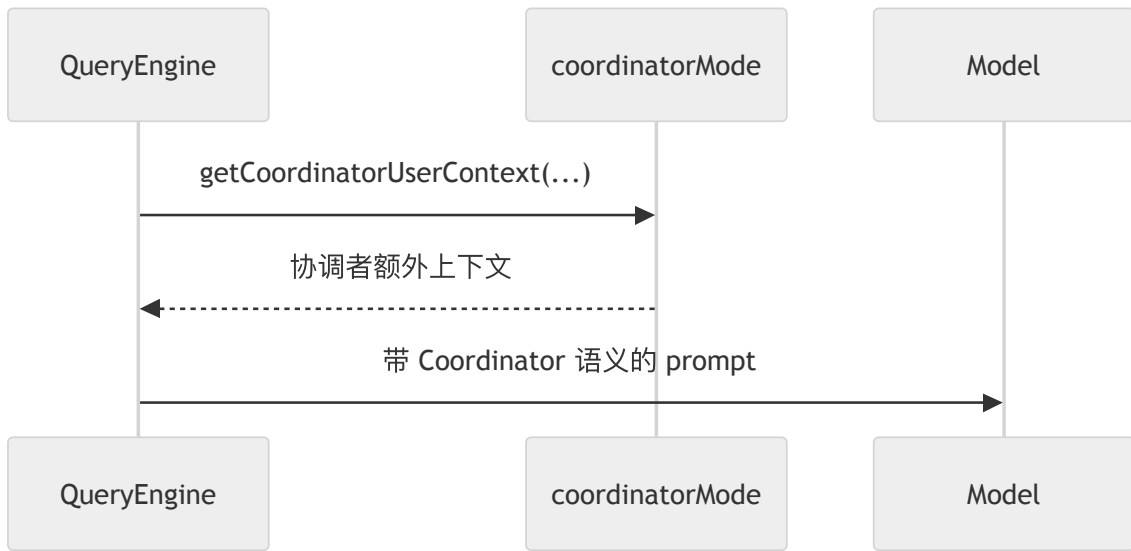 QueryEngine
coordinatorMode
Model
getCoordinatorUserContext(...)
协调者额外上下文
带 Coordinator 语义的 prompt
QueryEngine
coordinatorMode
Model